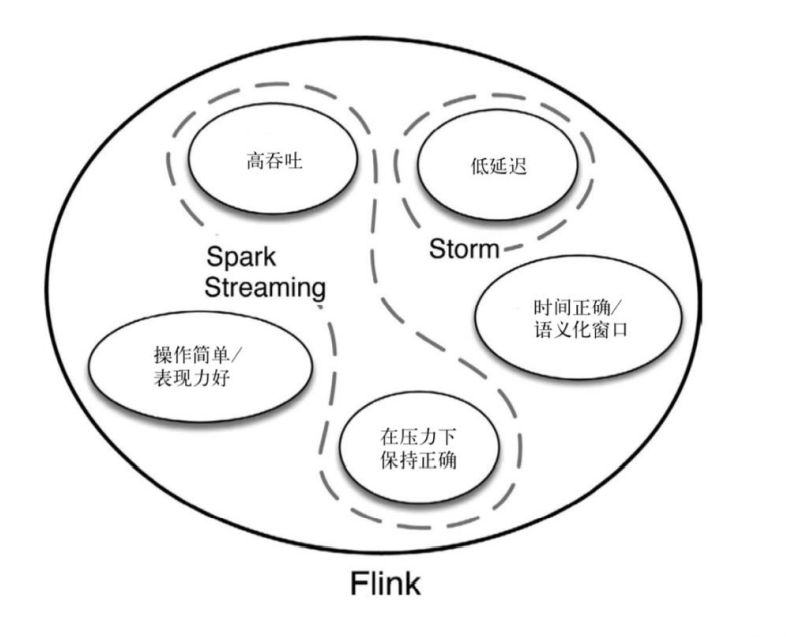 高吞吐
低延迟
Spark
Streaming
Storm
时间正确/
语义化窗口
操作简单/
表现力好
在压力下
保持正确
Flink